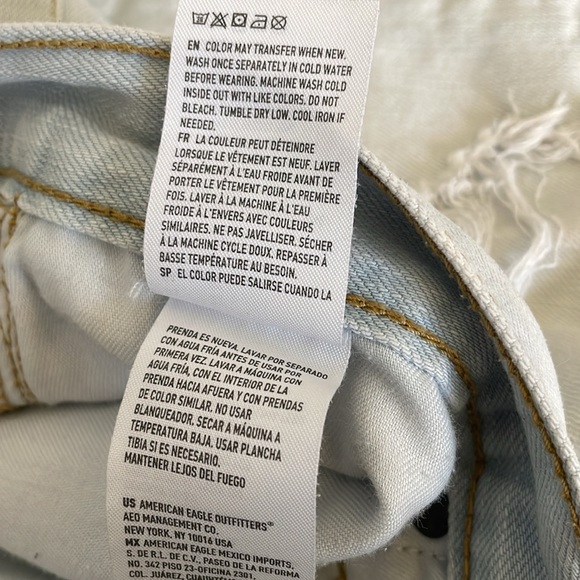 EN COLOR MAY TRANSFER WHEN NEW.
WASH ONCE SEPARATELY IN COLD WATER
BEFORE WEARING. MACHINE WASH COLD
INSIDE OUT WITH LIKE COLORS. DO NOT
BLEACH. TUMBLE DRY LOW. COOL IRON IF
NEEDED.
FR LA COULEUR PEUT DÉTEINDRE
LORSQUE LE VÊTEMENT EST NEUF. LAVER
SÉPARÉMENT À L'EAU FROIDE AVANT DE
PORTER LE VÊTEMENT POUR LA PREMIÈRE
FOIS. LAVER À LA MACHINE À L'EAU
FROIDE À L'ENVERS AVEC COULEURS
SIMILAIRES. NE PAS JAVELLISER. SÉCHER
À LA MACHINE CYCLE DOUX. REPASSER À
BASSE TEMPÉRATURE AU BESOIN.
SP EL COLOR PUEDE SALIRSE CUANDO LA
PRENDA ES NUEVA. LAVAR POR SEPARADO
CON AGUA FRÍA ANTES DE USAR POR
PRIMERA VEZ. LAVAR A MÁQUINA CON
AGUA FRÍA, CON EL INTERIOR DE LA
PRENDA HACIA AFUERA Y CON PRENDAS
DE COLOR SIMILAR. NO USAR
BLANQUEADOR. SECAR A MÁQUINA A
TEMPERATURA BAJA. USAR PLANCHA
TIBIA SI ES NECESARIO.
MANTENER LEJOS DEL FUEGO
US AMERICAN EAGLE OUTFITTERS®
AEO MANAGEMENT CO.
NEW YORK, NY 10016 USA
MX AMERICAN EAGLE MEXICO IMPORTS,
S. DE R.L. DE C.V., PASEO DE LA REFORMA
NO. 342 PISO 23-OFICINA 2301,
COL. JUÁREZ,